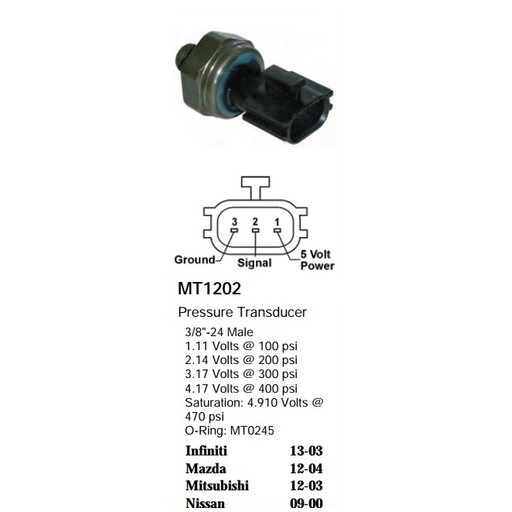 3 2 1
Ground Signal 5 Volt
Power
MT1202
Pressure Transducer
3/8"-24 Male
1.11 Volts @ 100 psi
2.14 Volts @ 200 psi
3.17 Volts @ 300 psi
4.17 Volts @ 400 psi
Saturation: 4.910 Volts @
470 psi
O-Ring: MT0245
Infiniti 13-03
Mazda 12-04
Mitsubishi 12-03
Nissan 09-00